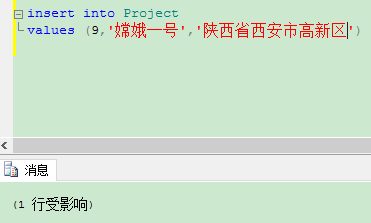 insert into Project
values (9,'嫦娥一号','陕西省西安市高新区')
消息
(1 行受影响)